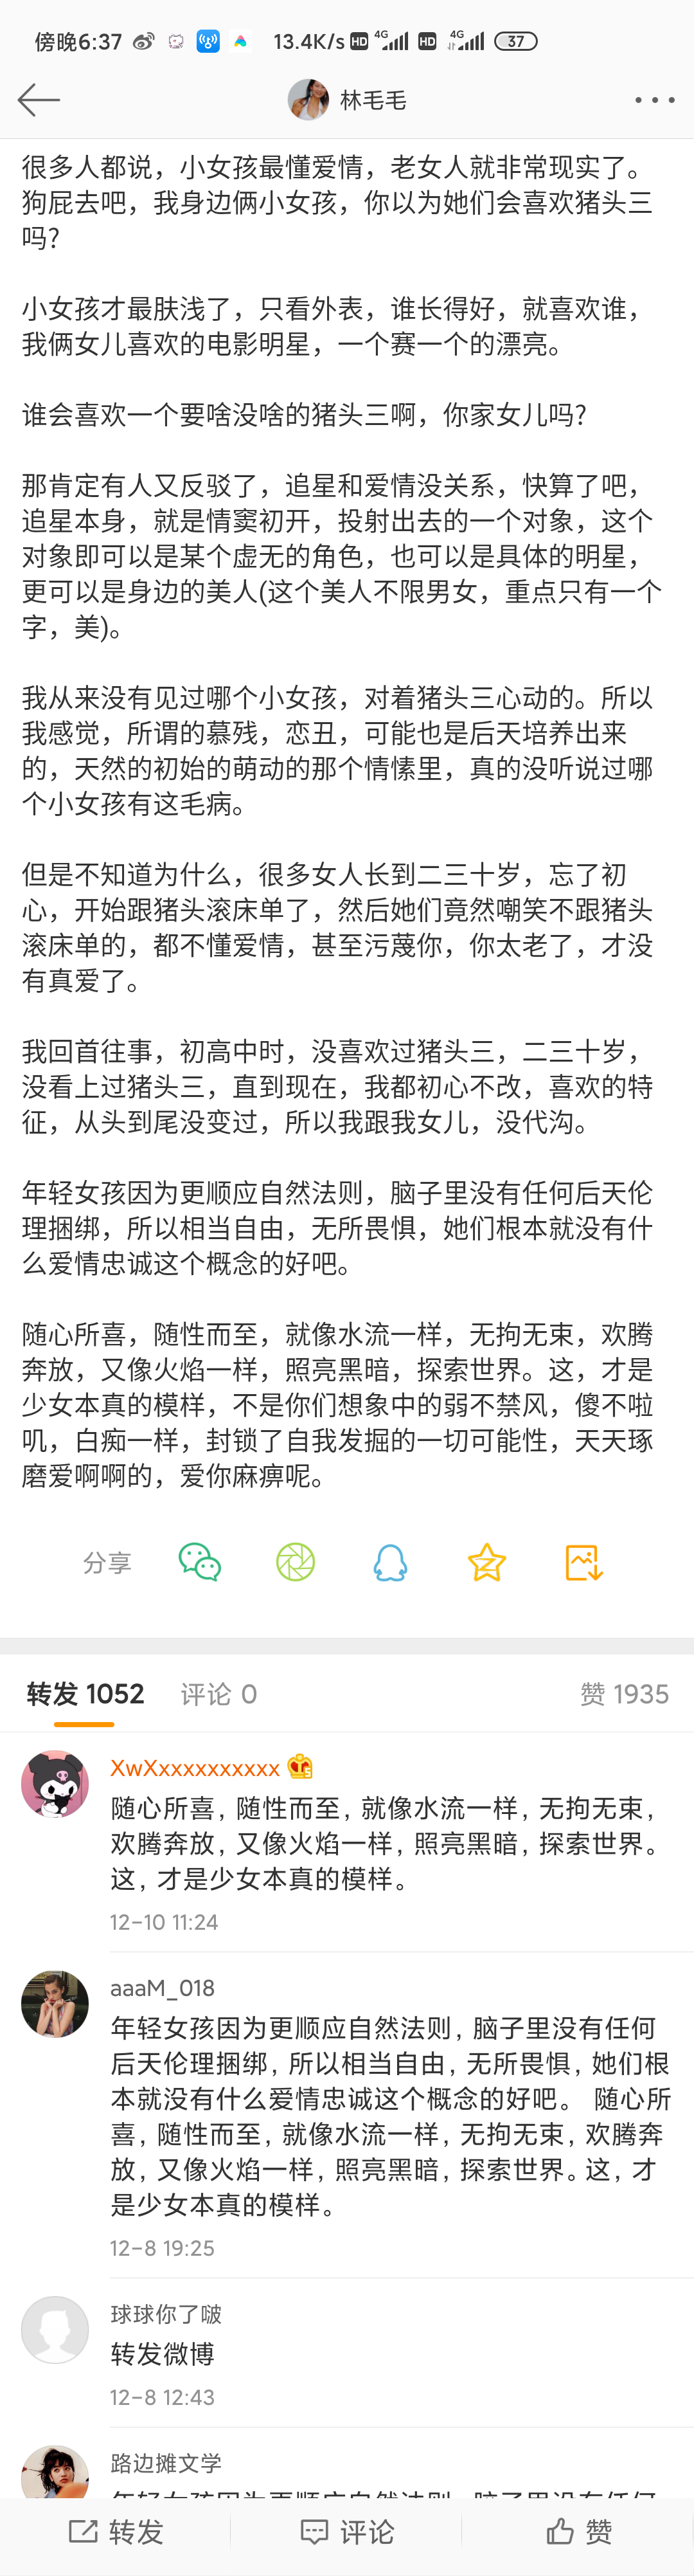 傍晚6:37 13.4K/s HD 4G HD 4G 37
林毛毛
很多人都说，小女孩最懂爱情，老女人就非常现实了。
狗屁去吧，我身边俩小女孩，你以为她们会喜欢猪头三
吗?
小女孩才最肤浅了，只看外表，谁长得好，就喜欢谁，
我俩女儿喜欢的电影明星，一个赛一个的漂亮。
谁会喜欢一个要啥没啥的猪头三啊，你家女儿吗?
那肯定有人又反驳了，追星和爱情没关系，快算了吧，
追星本身，就是情窦初开，投射出去的一个对象，这个
对象即可以是某个虚无的角色，也可以是具体的明星，
更可以是身边的美人(这个美人不限男女，重点只有一个
字，美)。
我从来没有见过哪个小女孩，对着猪头三心动的。所以
我感觉，所谓的慕残，恋丑，可能也是后天培养出来
的，天然的初始的萌动的那个情愫里，真的没听说过哪
个小女孩有这毛病。
但是不知道为什么，很多女人长到二三十岁，忘了初
心，开始跟猪头滚床单了，然后她们竟然嘲笑不跟猪头
滚床单的，都不懂爱情，甚至污蔑你，你太老了，才没
有真爱了。
我回首往事，初高中时，没喜欢过猪头三，二三十岁，
没看上过猪头三，直到现在，我都初心不改，喜欢的特
征，从头到尾没变过，所以我跟我女儿，没代沟。
年轻女孩因为更顺应自然法则，脑子里没有任何后天伦
理捆绑，所以相当自由，无所畏惧，她们根本就没有什
么爱情忠诚这个概念的好吧。
随心所喜，随性而至，就像水流一样，无拘无束，欢腾
奔放，又像火焰一样，照亮黑暗，探索世界。这，才是
少女本真的模样，不是你们想象中的弱不禁风，傻不啦
叽，白痴一样，封锁了自我发掘的一切可能性，天天琢
磨爱啊啊的，爱你麻痹呢。
分享
转发 1052 评论 0 赞 1935
XwXxxxxxxxxxx
随心所喜，随性而至，就像水流一样，无拘无束，
欢腾奔放，又像火焰一样，照亮黑暗，探索世界。
这，才是少女本真的模样。
12-10 11:24
aaaM_018
年轻女孩因为更顺应自然法则，脑子里没有任何
后天伦理捆绑，所以相当自由，无所畏惧，她们根
本就没有什么爱情忠诚这个概念的好吧。 随心所
喜，随性而至，就像水流一样，无拘无束，欢腾奔
放，又像火焰一样，照亮黑暗，探索世界。这，才
是少女本真的模样。
12-8 19:25
球球你了啵
转发微博
12-8 12:43
路边摊文学
转发 评论 赞